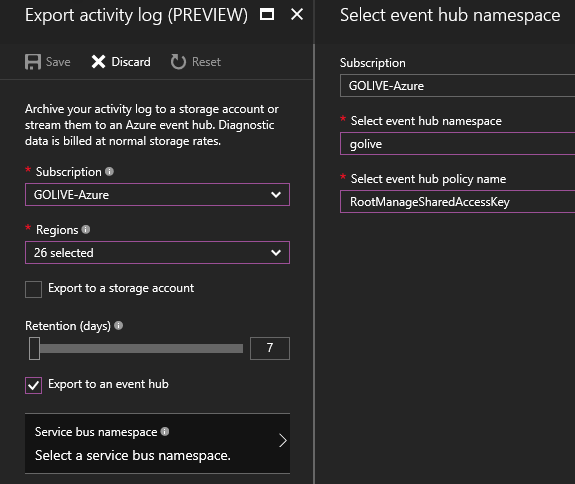 Export activity log (PREVIEW)
Save Discard Reset
Archive your activity log to a storage account or
stream them to an Azure event hub. Diagnostic
data is billed at normal storage rates.
* Subscription
GOLIVE-Azure
* Regions
26 selected
Export to a storage account
Retention (days)
7
Export to an event hub
Service bus namespace
Select a service bus namespace.
Select event hub namespace
Subscription
GOLIVE-Azure
* Select event hub namespace
golive
* Select event hub policy name
RootManageSharedAccessKey